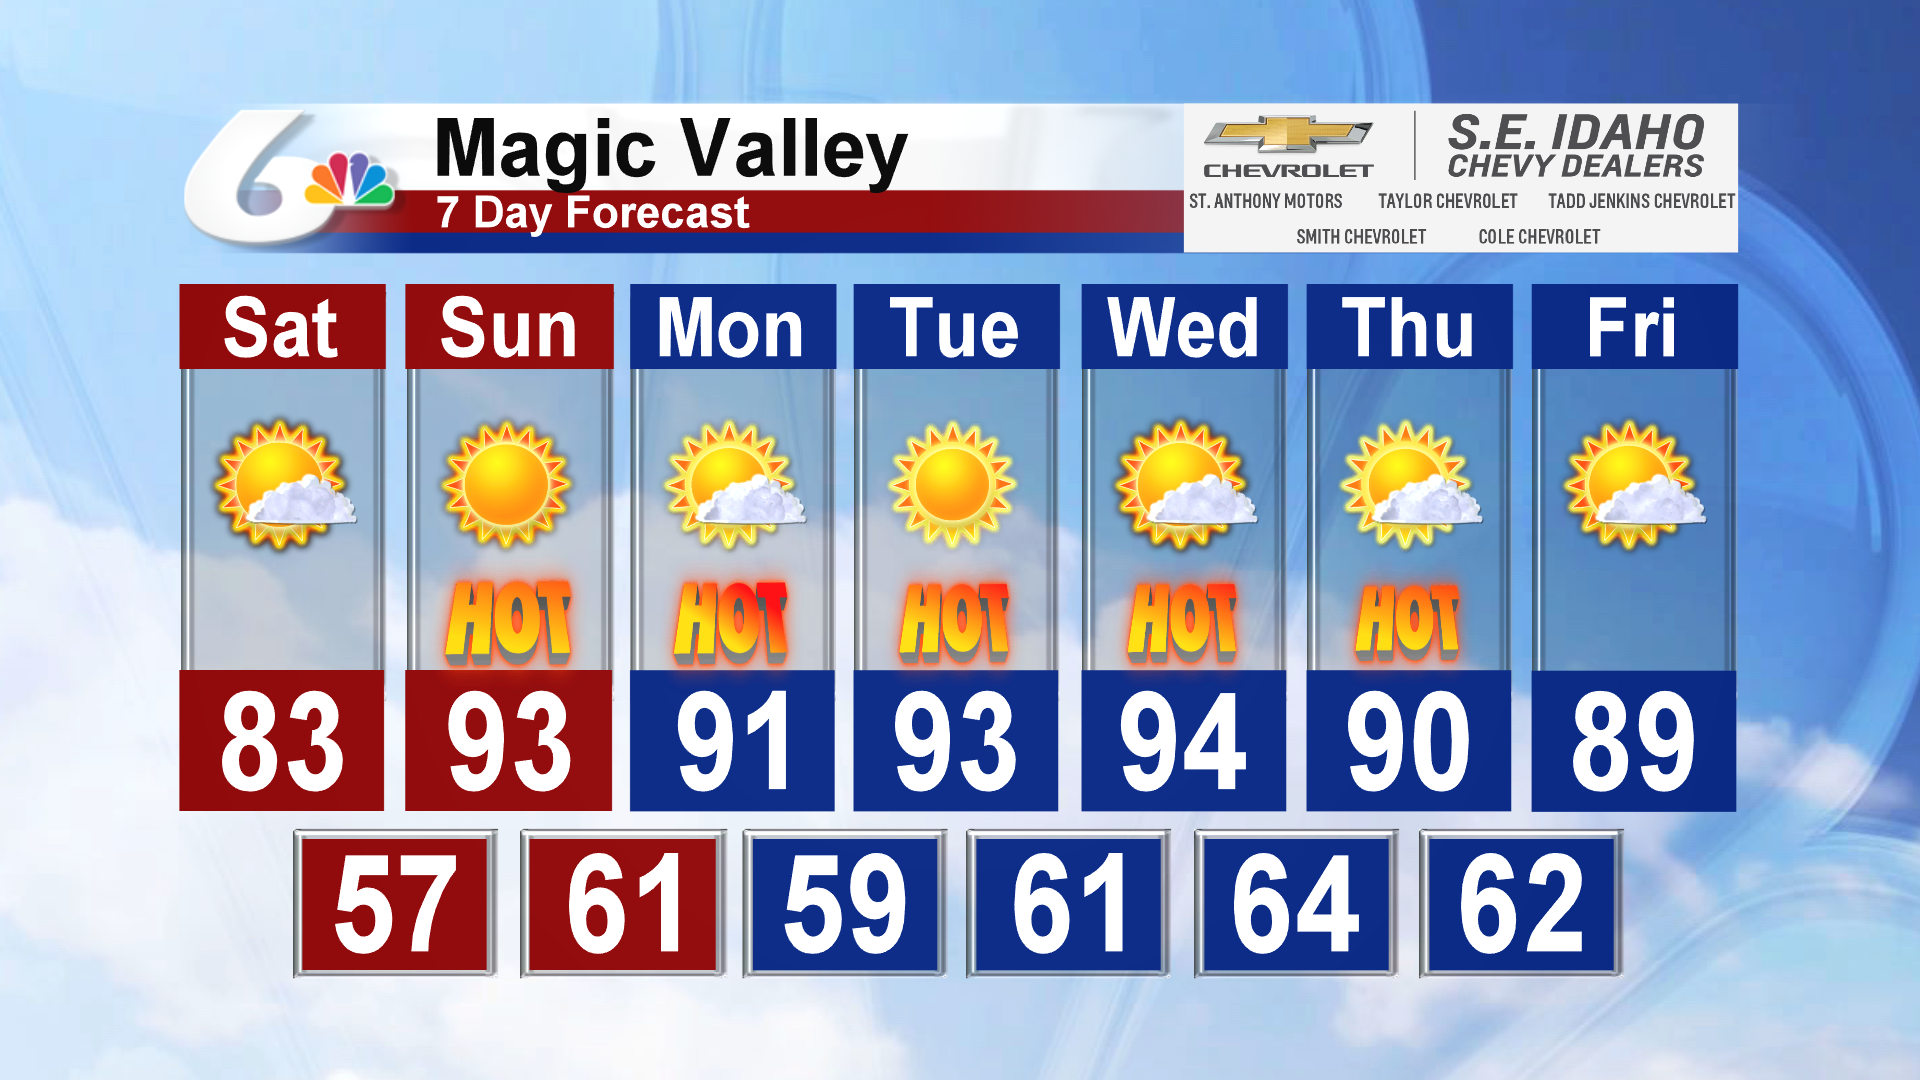 6
Magic Valley
7 Day Forecast
CHEVROLET
S.E. IDAHO
CHEVY DEALERS
ST. ANTHONY MOTORS TAYLOR CHEVROLET TADD JENKINS CHEVROLET
SMITH CHEVROLET COLE CHEVROLET
Sat Sun Mon Tue Wed Thu Fri
HOT HOT HOT HOT HOT
83 93 91 93 94 90 89
57 61 59 61 64 62